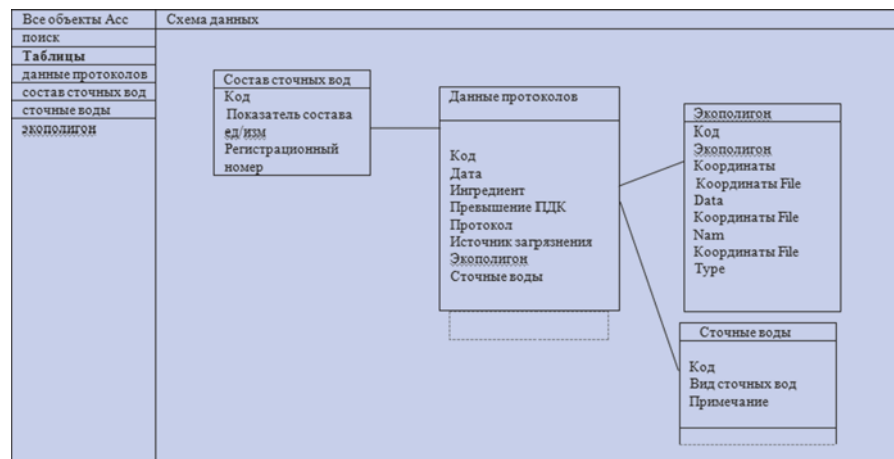 Все объекты Acc
поиск
Таблицы
данные протоколов
состав сточных вод
сточные воды
экополигон
Схема данных
Состав сточных вод
Код
Показатель состава
ед/изм
Регистрационный
номер
Данные протоколов
Код
Дата
Ингредиент
Превышение ПДК
Протокол
Источник загрязнения
Экополигон
Сточные воды
Экополигон
Код
Экополигон
Координаты
Координаты File
Data
Координаты File
Nam
Координаты File
Type
Сточные воды
Код
Вид сточных вод
Примечание